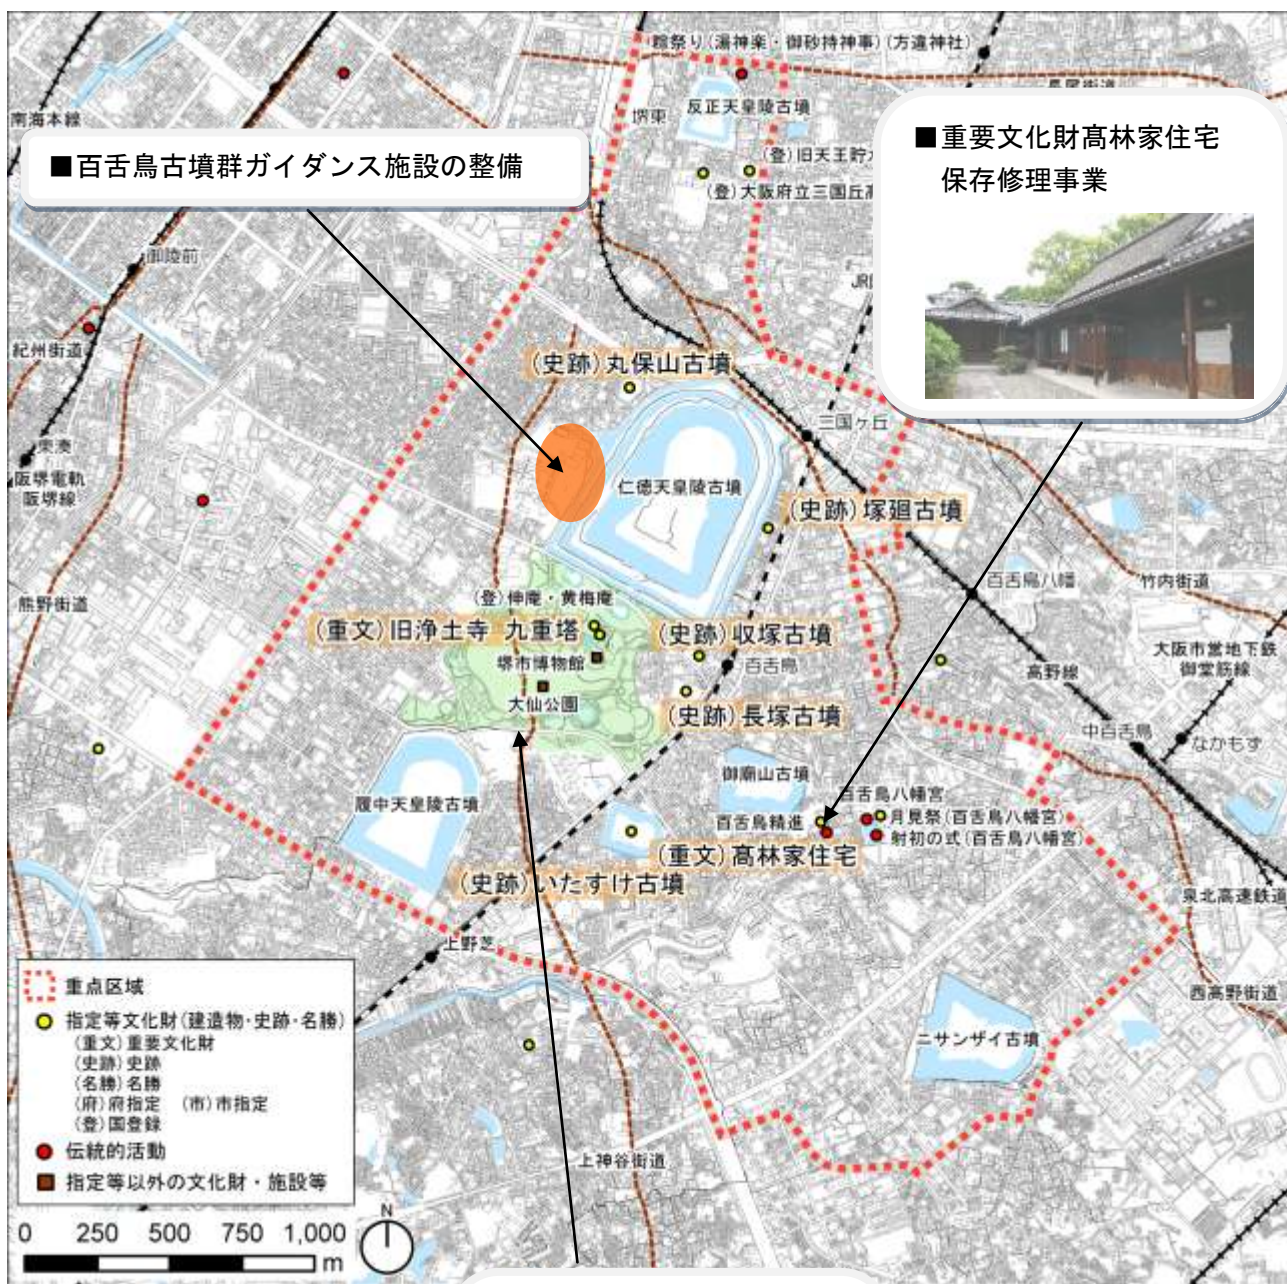 粽祭り(湯神楽・御砂持神事)(方違神社)
南海本線
堺東
反正天皇陵古墳
■百舌鳥古墳群ガイダンス施設の整備
■重要文化財髙林家住宅
保存修理事業
(登)旧天王貯
(登)大阪府立三国丘
御陵前
紀州街道
(史跡)丸保山古墳
三国ヶ丘
仁徳天皇陵古墳
(史跡)塚廻古墳
東湊
阪堺電軌
阪堺線
百舌鳥八幡
竹内街道
熊野街道
(登)伸庵・黄梅庵
(重文)旧浄土寺 九重塔
(史跡)収塚古墳
堺市博物館
百舌鳥
大仙公園
(史跡)長塚古墳
高野線
大阪市営地下鉄
御堂筋線
中百舌鳥
なかもず
履中天皇陵古墳
御廟山古墳
百舌鳥八幡宮
百舌鳥精進
月見祭(百舌鳥八幡宮)
射初の式(百舌鳥八幡宮)
(重文)髙林家住宅
(史跡)いたすけ古墳
泉北高速鉄道
上野芝
西高野街道
ニサンザイ古墳
上神谷街道
重点区域
指定等文化財(建造物・史跡・名勝)
(重文)重要文化財
(史跡)史跡
(名勝)名勝
(府)府指定 (市)市指定
(登)国登録
伝統的活動
指定等以外の文化財・施設等
0 250 500 750 1,000
m
N